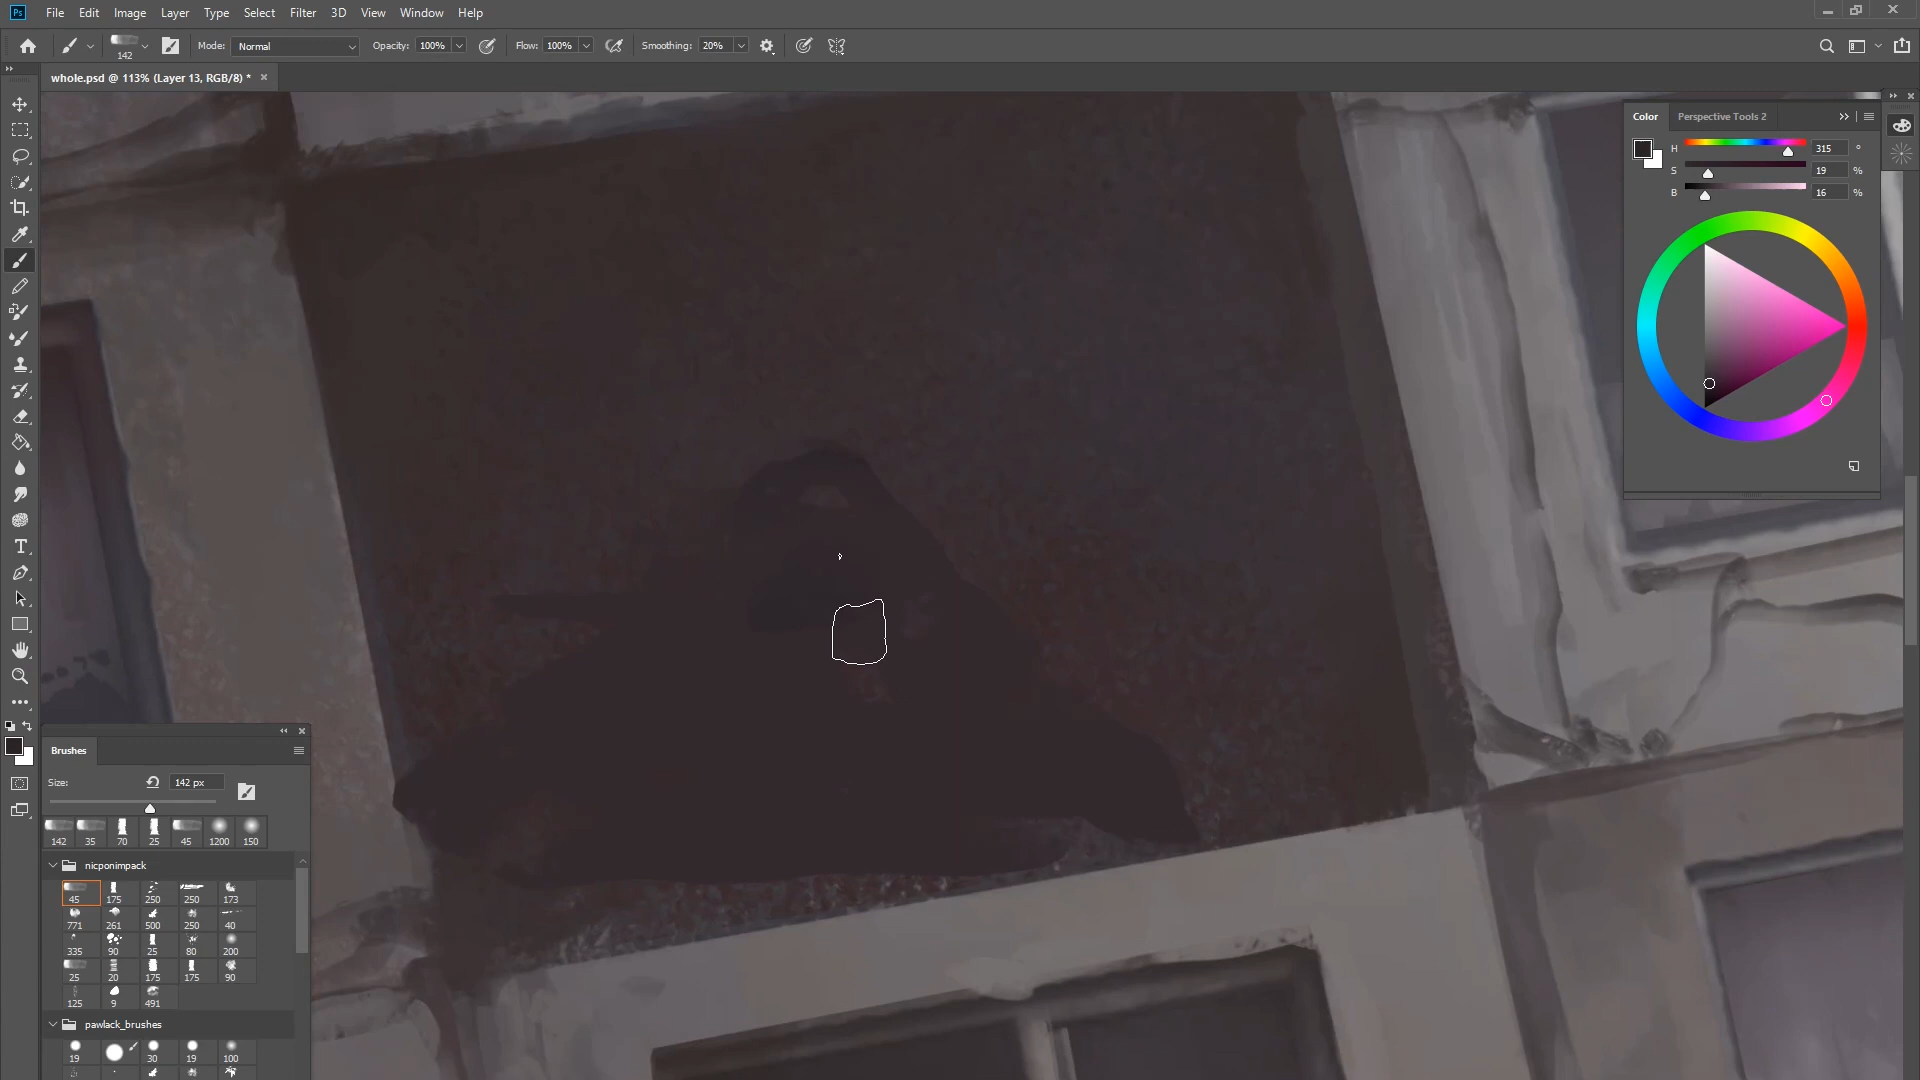 Ps File Edit Image Layer Type Select Filter 3D View Window Help
142 Mode: Normal Opacity: 100% Flow: 100% Smoothing: 20%
whole.psd @ 113% (Layer 13, RGB/8) *
Color Perspective Tools 2
H 315 °
S 19 %
B 16 %
Brushes
Size: 142 px
142 35 70 25 45 1200 150
nicponimpack
45 175 250 250 173
771 261 500 250 40
335 90 25 80 200
25 20 175 175 90
125 9 491
pawlack_brushes
19 30 19 100